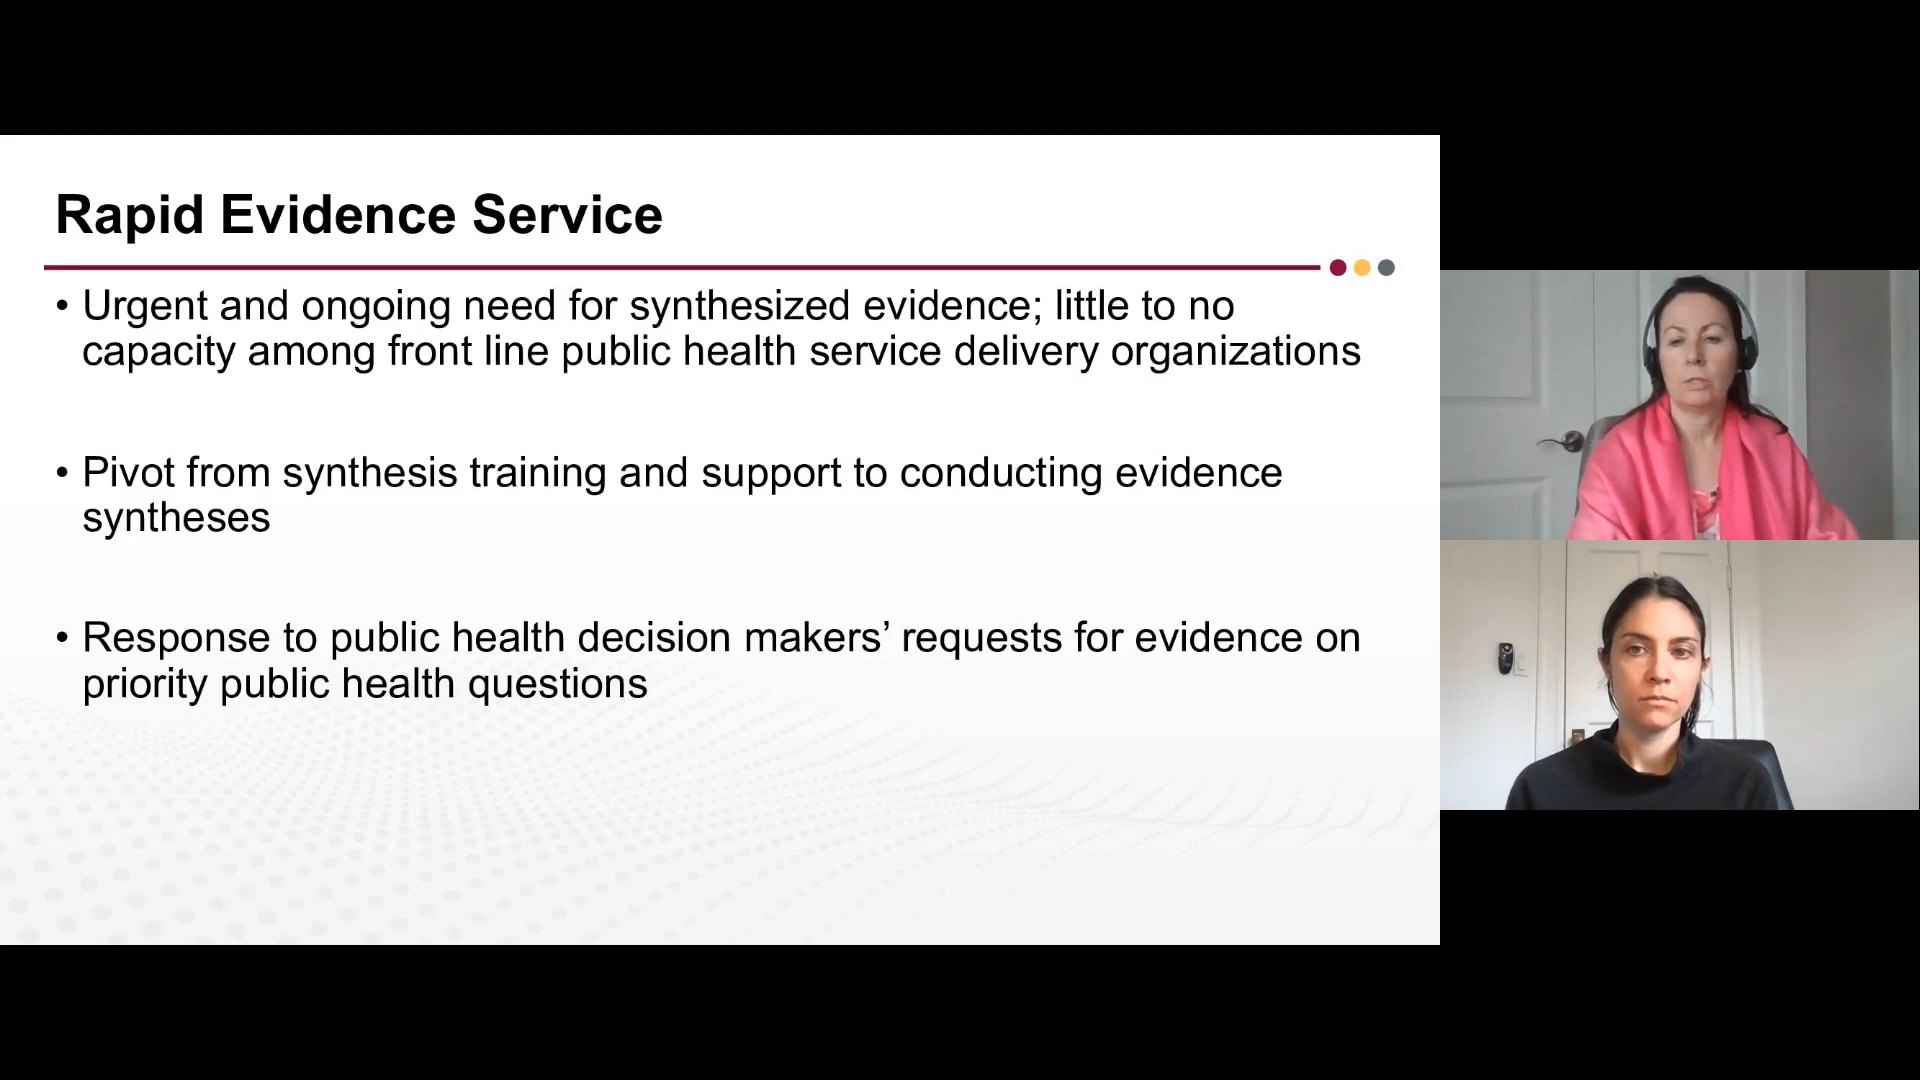 Rapid Evidence Service
• Urgent and ongoing need for synthesized evidence; little to no
capacity among front line public health service delivery organizations
• Pivot from synthesis training and support to conducting evidence
syntheses
• Response to public health decision makers’ requests for evidence on
priority public health questions